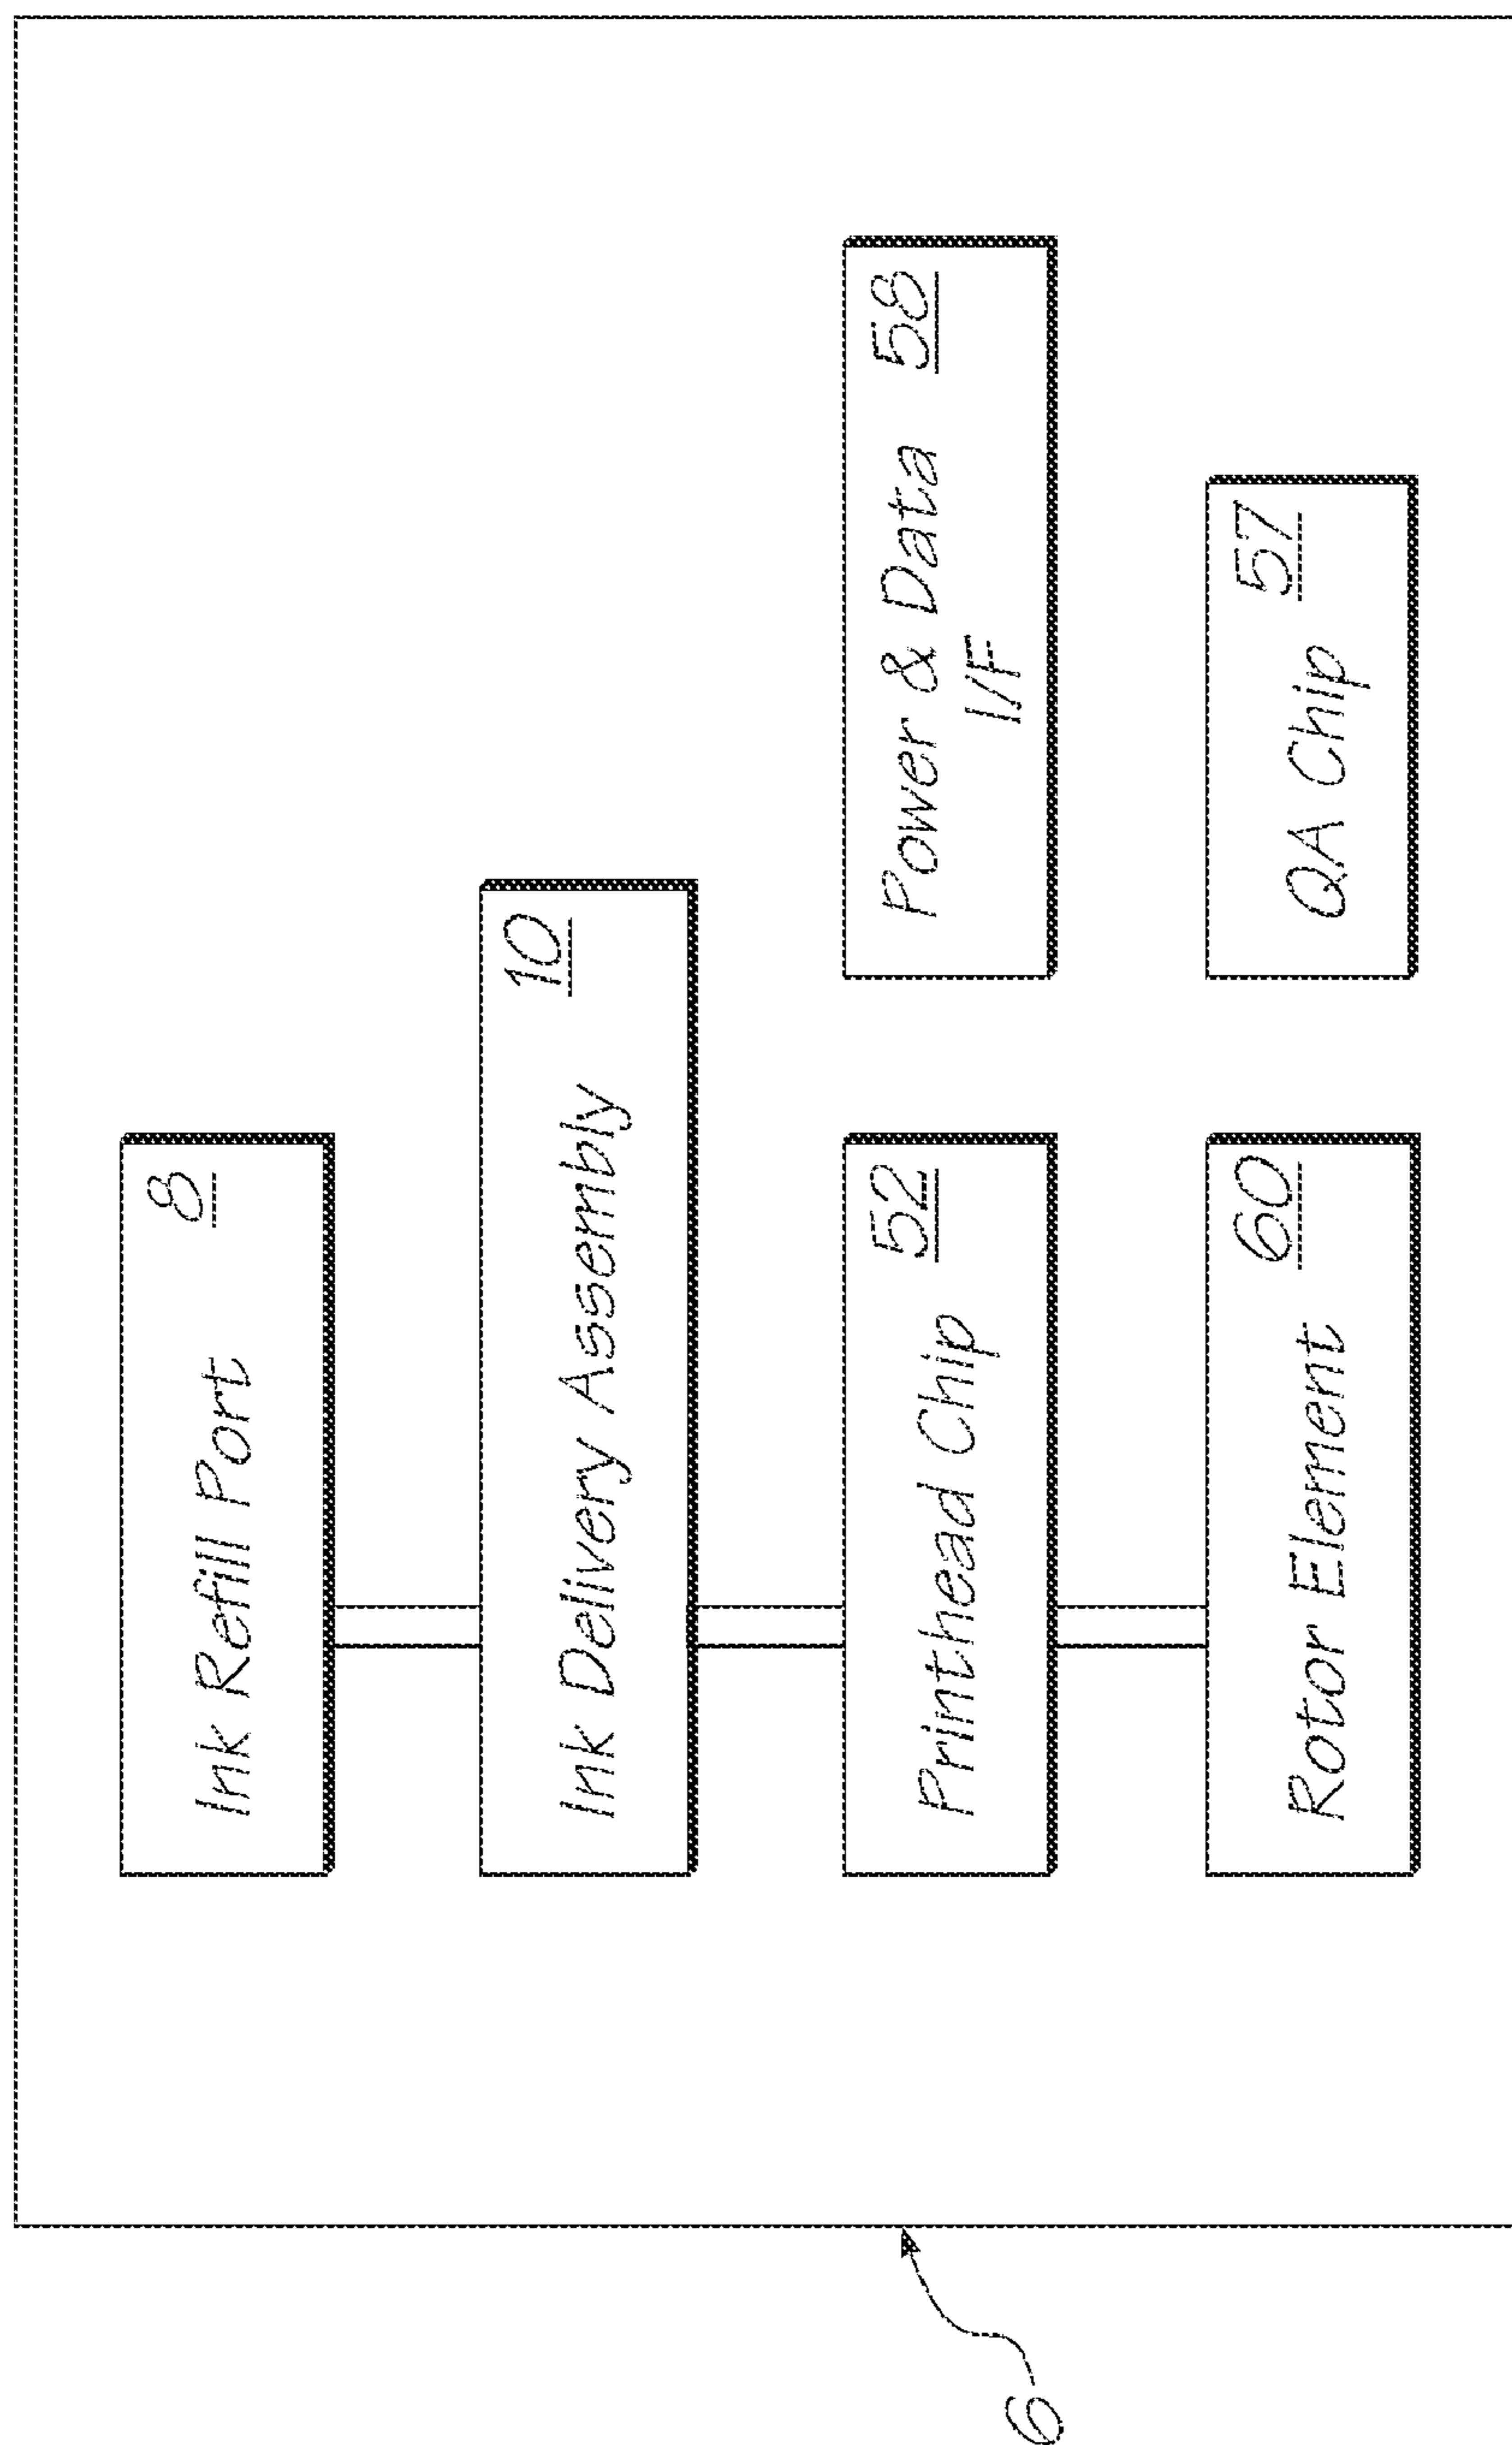 Ink Refill Port 8
Ink Delivery Assembly 10
Printhead Chip 52
Power & Data 58
I/F
Rotor Element 60
QA Chip 57
6